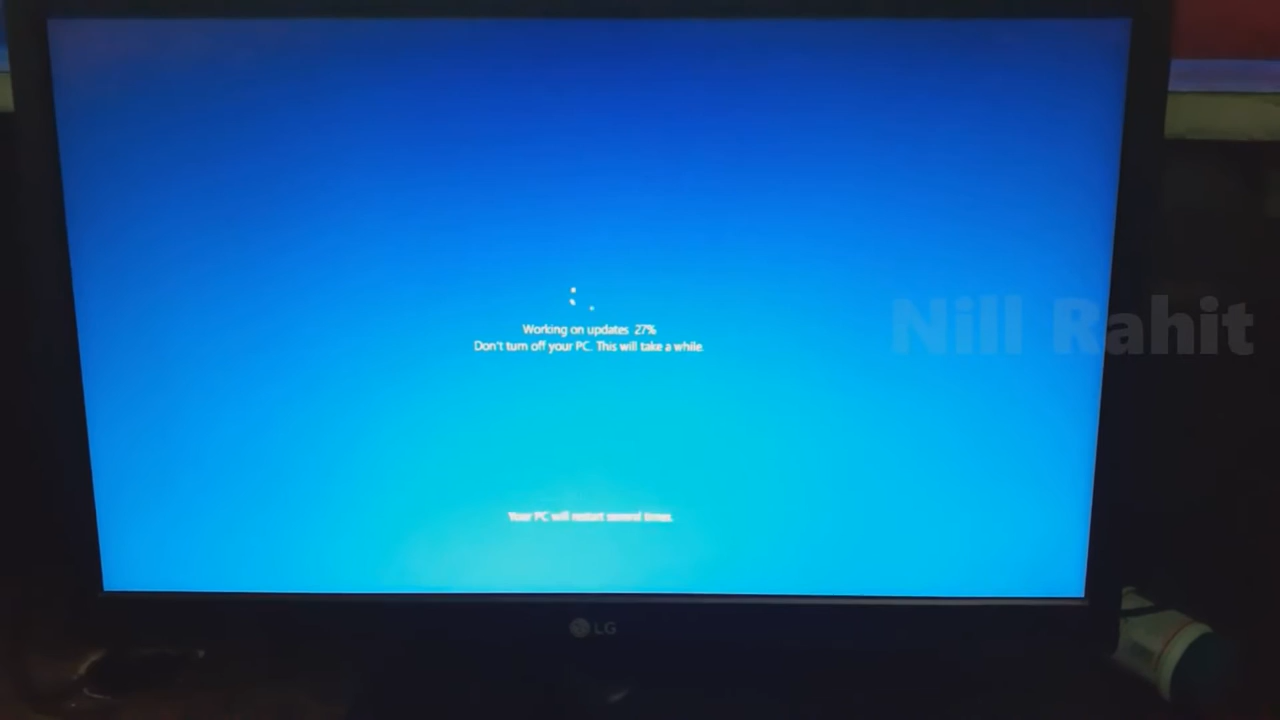 Working on updates 27%
Don't turn off your PC. This will take a while.
Nill Rahit
Your PC will restart several times.
LG